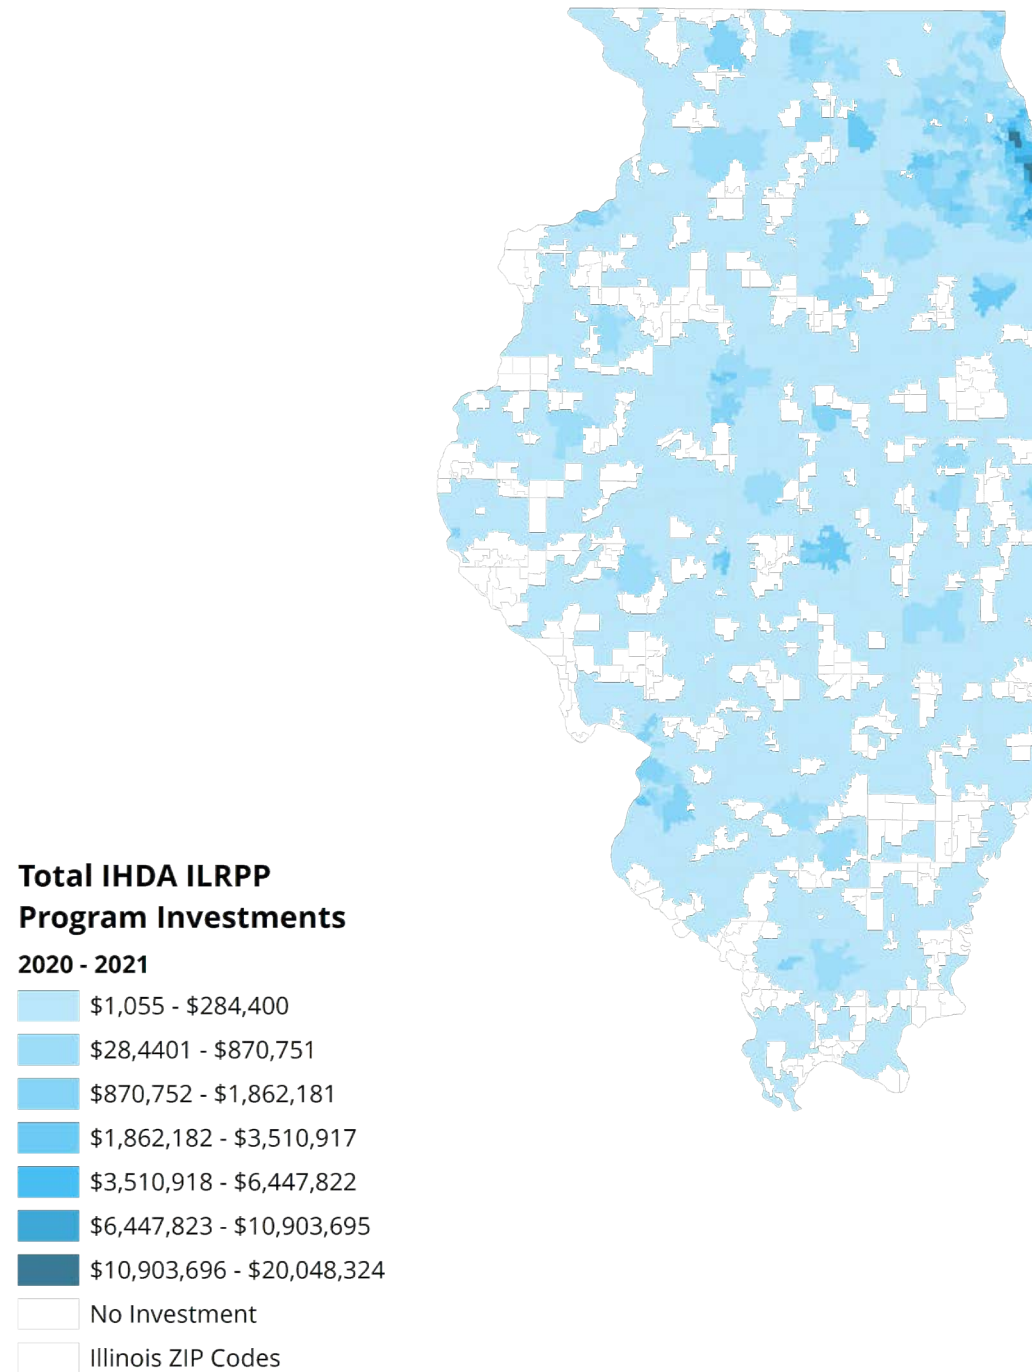 Total IHDA ILRPP
Program Investments
2020 - 2021
$1,055 - $284,400
$28,4401 - $870,751
$870,752 - $1,862,181
$1,862,182 - $3,510,917
$3,510,918 - $6,447,822
$6,447,823 - $10,903,695
$10,903,696 - $20,048,324
No Investment
Illinois ZIP Codes